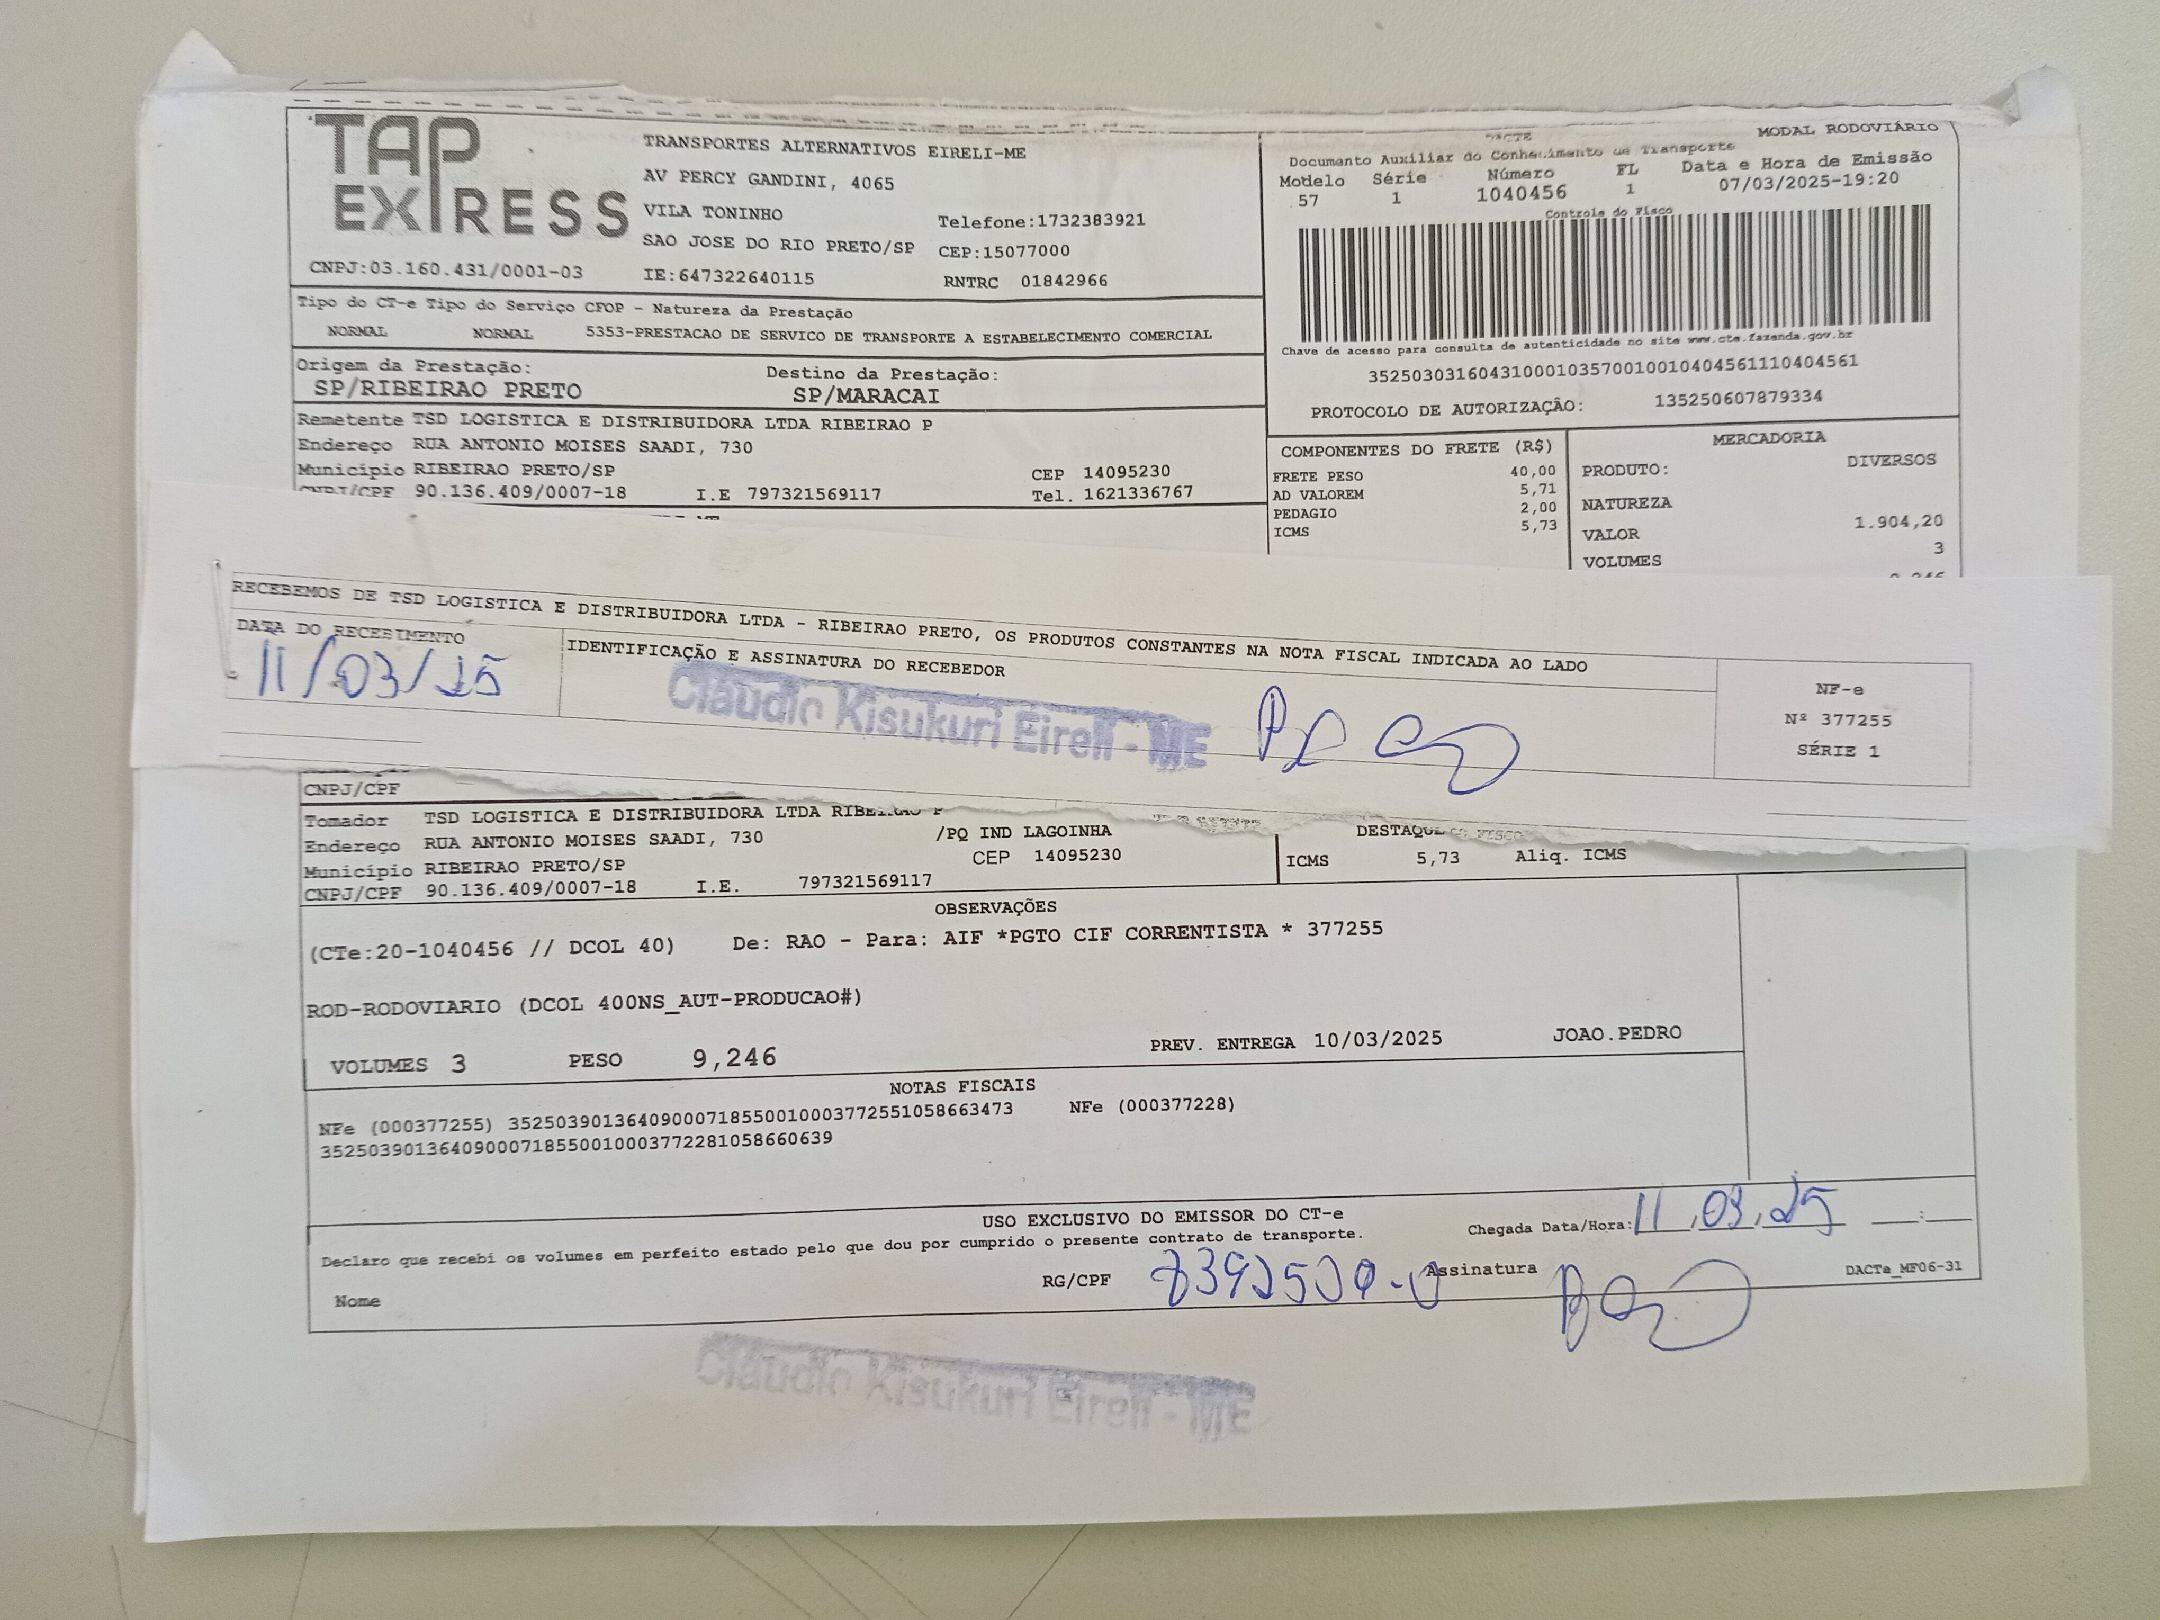 TAP
EXPRESS
TRANSPORTES ALTERNATIVOS EIRELI-ME
AV PERCY GANDINI, 4065
VILA TONINHO
Telefone:1732383921
SAO JOSE DO RIO PRETO/SP CEP:15077000
CNPJ:03.160.431/0001-03 IE:647322640115 RNTRC 01842966
DACTE MODAL RODOVIÁRIO
Documento Auxiliar do Conhecimento de Transporte
Modelo Série Número FL Data e Hora de Emissão
57 1 1040456 1 07/03/2025-19:20
Controle do Fisco
Chave de acesso para consulta de autenticidade no site www.cte.fazenda.gov.br
35250303160431000103570010010404561110404561
PROTOCOLO DE AUTORIZAÇÃO: 135250607879334
Tipo do CT-e Tipo do Serviço CFOP - Natureza da Prestação
NORMAL NORMAL 5353-PRESTACAO DE SERVICO DE TRANSPORTE A ESTABELECIMENTO COMERCIAL
Origem da Prestação: Destino da Prestação:
SP/RIBEIRAO PRETO SP/MARACAI
Remetente TSD LOGISTICA E DISTRIBUIDORA LTDA RIBEIRAO P
Endereço RUA ANTONIO MOISES SAADI, 730
Município RIBEIRAO PRETO/SP CEP 14095230
CNPJ/CPF 90.136.409/0007-18 I.E 797321569117 Tel. 1621336767
COMPONENTES DO FRETE (R$)
FRETE PESO 40,00
AD VALOREM 5,71
PEDAGIO 2,00
ICMS 5,73
MERCADORIA
PRODUTO: DIVERSOS
NATUREZA
VALOR 1.904,20
VOLUMES 3
RECEBEMOS DE TSD LOGISTICA E DISTRIBUIDORA LTDA - RIBEIRAO PRETO, OS PRODUTOS CONSTANTES NA NOTA FISCAL INDICADA AO LADO
DATA DO RECEBIMENTO
11/03/25
IDENTIFICAÇÃO E ASSINATURA DO RECEBEDOR
Claudio Kisukuri Eireli - ME
NF-e
Nº 377255
SÉRIE 1
CNPJ/CPF
Tomador TSD LOGISTICA E DISTRIBUIDORA LTDA RIBEIRAO P
Endereço RUA ANTONIO MOISES SAADI, 730 /PQ IND LAGOINHA
Município RIBEIRAO PRETO/SP CEP 14095230
CNPJ/CPF 90.136.409/0007-18 I.E. 797321569117
DESTAQUE FISCO
ICMS 5,73 Aliq. ICMS
OBSERVAÇÕES
(CTe:20-1040456 // DCOL 40) De: RAO - Para: AIF *PGTO CIF CORRENTISTA * 377255
ROD-RODOVIARIO (DCOL 400NS_AUT-PRODUCAO#)
VOLUMES 3 PESO 9,246 PREV. ENTREGA 10/03/2025 JOAO.PEDRO
NOTAS FISCAIS
NFe (000377255) 35250390136409000718550010003772551058663473 NFe (000377228)
35250390136409000718550010003772281058660639
USO EXCLUSIVO DO EMISSOR DO CT-e
Declaro que recebi os volumes em perfeito estado pelo que dou por cumprido o presente contrato de transporte.
Chegada Data/Hora: 11,03,25 :
Nome RG/CPF Assinatura DACTe_MF06-31
Claudio Kisukuri Eireli - ME